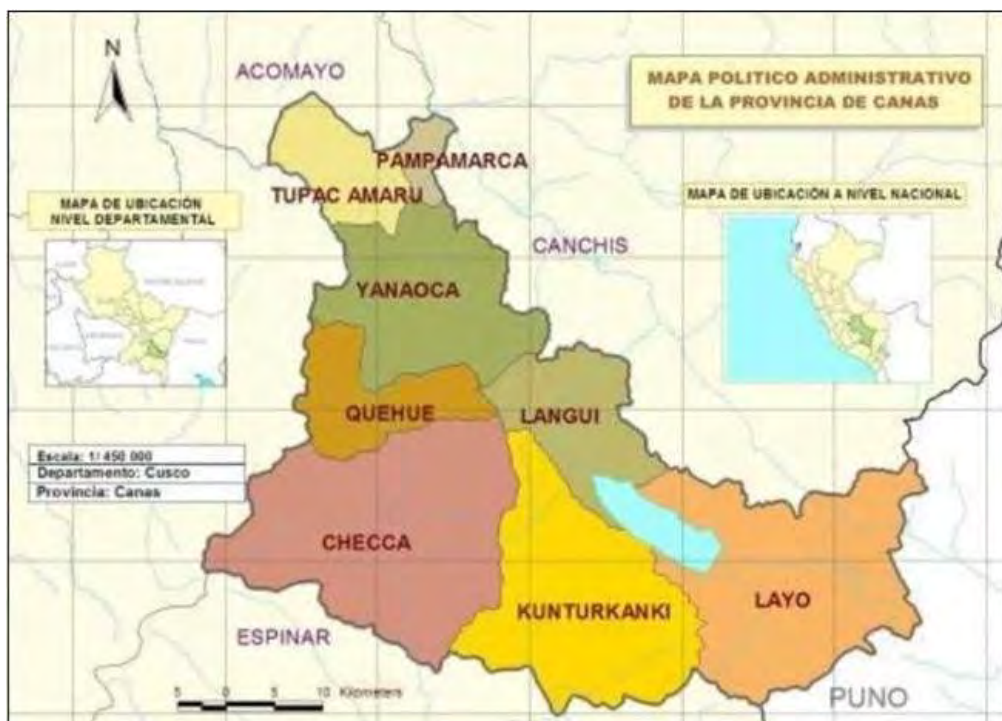 N
ACOMAYO
MAPA POLITICO ADMINISTRATIVO
DE LA PROVINCIA DE CANAS
PAMPAMARCA
TUPAC AMARU
MAPA DE UBICACIÓN
NIVEL DEPARTAMENTAL
MAPA DE UBICACIÓN A NIVEL NACIONAL
CANCHIS
YANAOCA
QUEHUE
LANGUI
Escala: 1/ 450 000
Departamento: Cusco
Provincia: Canas
CHECCA
LAYO
KUNTURKANKI
ESPINAR
5 0 5 10 Kilometers
PUNO